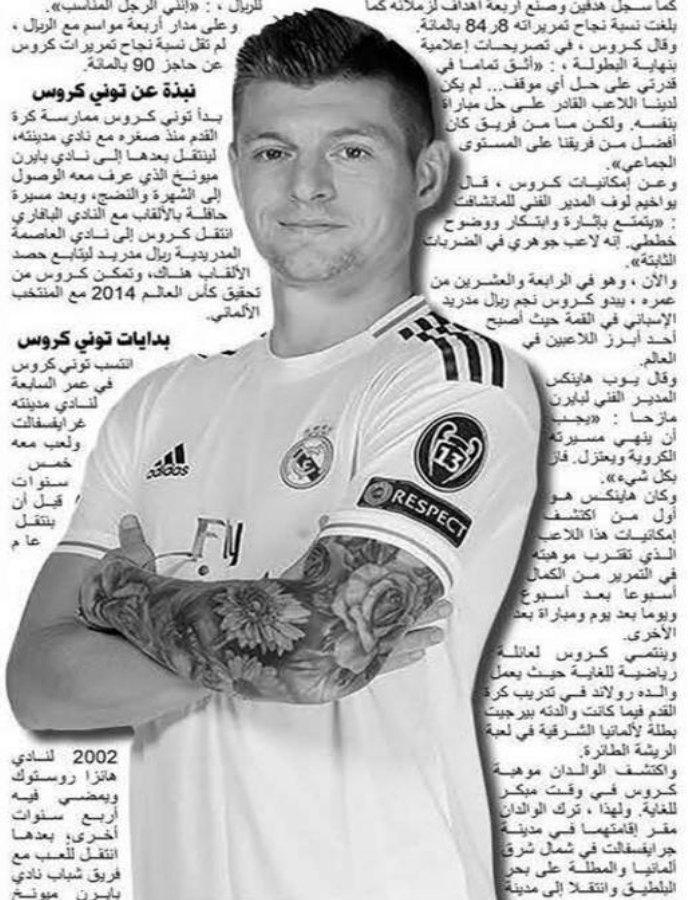 كما سجل هدفين وصنع أربعة أهداف لزملائه كما
بلغت نسبة نجاح تمريراته 8ر84 بالمائة.
وقال كروس ، في تصريحات إعلامية
بنهاية البطولة ، : «أثق تماما في
قدرتي على حل أي موقف... لم يكن
لدينا اللاعب القادر على حل مباراة
بنفسه. ولكن ما من فريق كان
أفضل من فريقنا على المستوى
الجماعي».
وعن إمكانيات كروس ، قال
يواخيم لوف المدير الفني للمانشافت
: «يتمتع بإثارة وابتكار ووضوح
خططي. إنه لاعب جوهري في الضربات
الثابتة».
والآن ، وهو في الرابعة والعشرين من
عمره ، يبدو كروس نجم ريال مدريد
الإسباني في القمة حيث أصبح
أحد أبرز اللاعبين في
العالم.
وقال يوب هاينكس
المدير الفني لبايرن
مازحا : «يجب
أن ينهي مسيرته
الكروية ويعتزل. فاز
بكل شيء».
وكان هاينكس هو
أول من اكتشف
إمكانيات هذا اللاعب
الذي تقترب موهبته
في التمرير من الكمال
أسبوعا بعد أسبوع
ويوما بعد يوم ومباراة بعد
الأخرى.
وينتمي كروس لعائلة
رياضية للغاية حيث يعمل
والده رولاند في تدريب كرة
القدم فيما كانت والدته بيرجيت
بطلة لألمانيا الشرقية في لعبة
الريشة الطائرة.
واكتشف الوالدان موهبة
كروس في وقت مبكر
للغاية. ولهذا ، ترك الوالدان
مقر إقامتهما في مدينة
جرايفسفالت في شمال شرق
ألمانيا والمطلة على بحر
البلطيق وانتقلا إلى مدينة
للريال ، : «إنني الرجل المناسب».
وعلى مدار أربعة مواسم مع الريال ،
لم تقل نسبة نجاح تمريرات كروس
عن حاجز 90 بالمائة.
نبذة عن توني كروس
بدأ توني كروس ممارسة كرة
القدم منذ صغره مع نادي مدينته،
لينتقل بعدها إلى نادي بايرن
ميونخ الذي عرف معه الوصول
إلى الشهرة والنضج، وبعد مسيرة
حافلة بالألقاب مع النادي البافاري
انتقل كروس إلى نادي العاصمة
المدريدية ريال مدريد ليتابع حصد
الألقاب هناك، وتمكن كروس من
تحقيق كأس العالم 2014 مع المنتخب
الألماني.
بدايات توني كروس
انتسب توني كروس
في عمر السابعة
لنادي مدينته
غرايفسفالت
ولعب معه
خمس
سنوات
قبل أن
ينتقل
عام
2002 لنادي
هانزا روستوك
ويمضي فيه
أربع سنوات
أخرى، بعدها
انتقل للعب مع
فريق شباب نادي
بايرن ميونخ
adidas
13
RESPECT
Fly